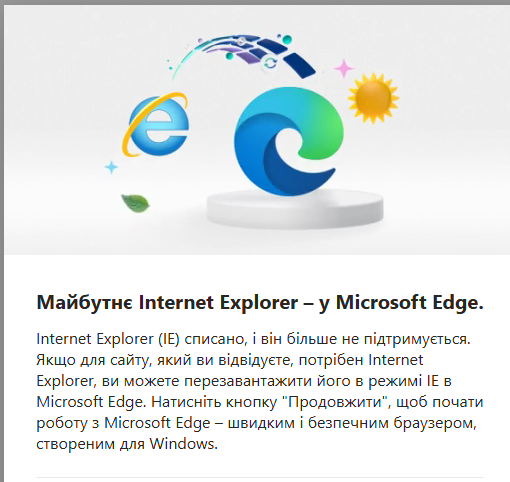 Майбутнє Internet Explorer – у Microsoft Edge.
Internet Explorer (IE) списано, і він більше не підтримується.
Якщо для сайту, який ви відвідуєте, потрібен Internet
Explorer, ви можете перезавантажити його в режимі IE в
Microsoft Edge. Натисніть кнопку "Продовжити", щоб почати
роботу з Microsoft Edge – швидким і безпечним браузером,
створеним для Windows.